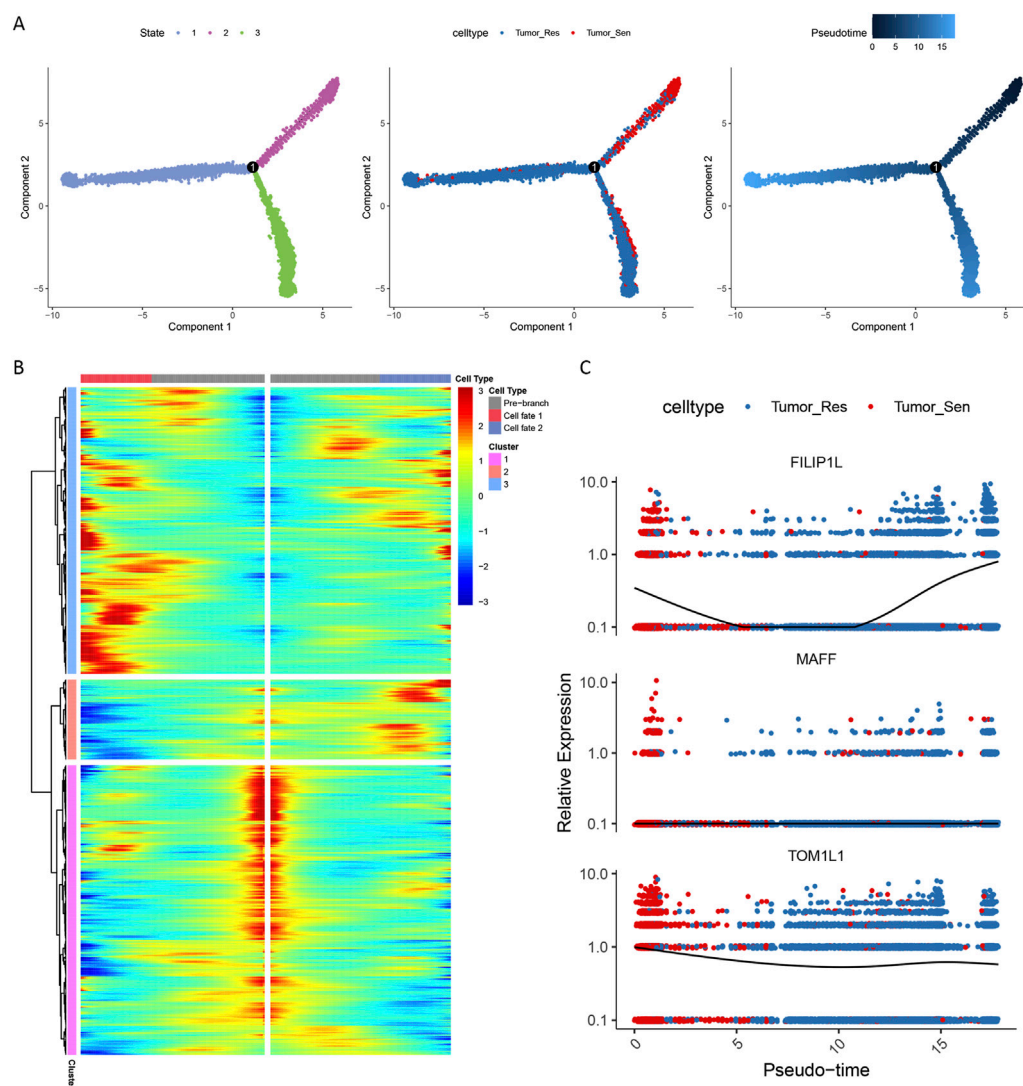 A
State 1 2 3
celltype Tumor_Res Tumor_Sen
Pseudotime
0 5 10 15
5
0
−5
Component 2
−10 −5 0 5
Component 1
1
5
0
−5
Component 2
−10 −5 0 5
Component 1
1
5
0
−5
Component 2
−10 −5 0 5
Component 1
1
B
Cell Type
3
2
1
0
−1
−2
−3
Cell Type
Pre−branch
Cell fate 1
Cell fate 2
Cluster
1
2
3
Cluste
C
celltype Tumor_Res Tumor_Sen
FILIP1L
10.0
1.0
0.1
MAFF
10.0
1.0
0.1
TOM1L1
10.0
1.0
0.1
Relative Expression
0 5 10 15
Pseudo−time